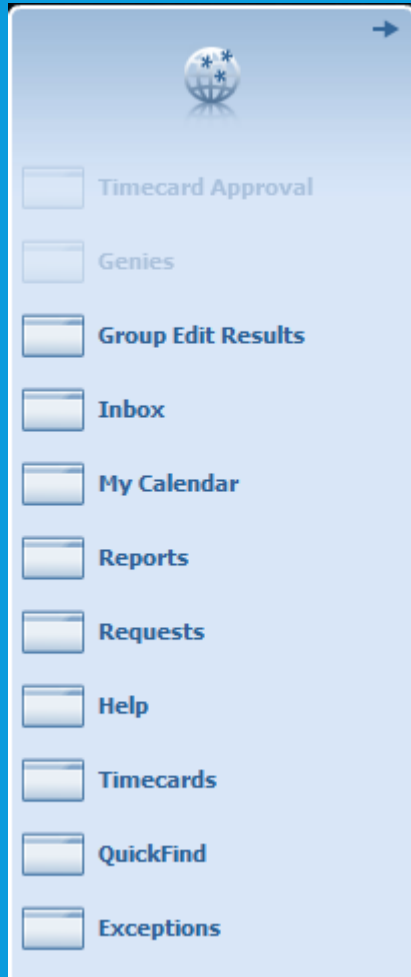 Timecard Approval
Genies
Group Edit Results
Inbox
My Calendar
Reports
Requests
Help
Timecards
QuickFind
Exceptions